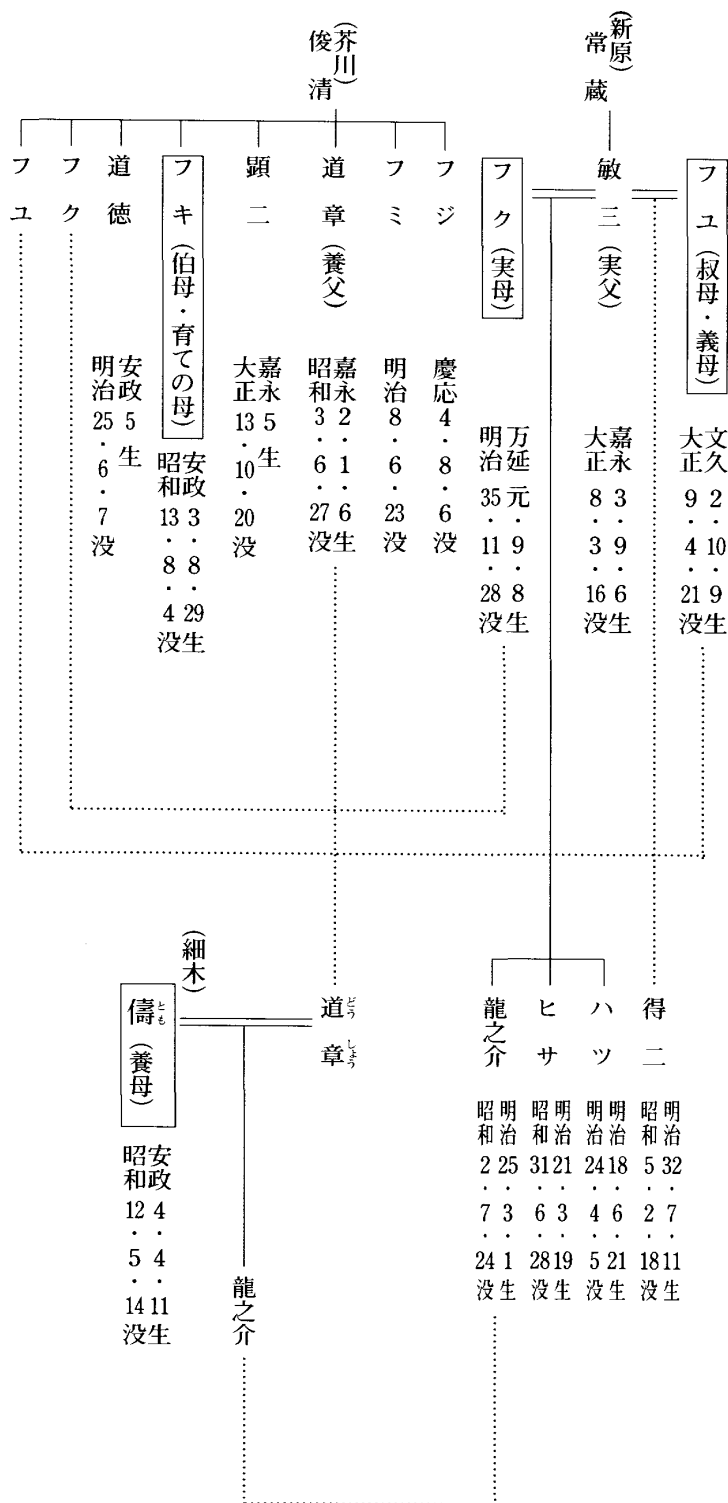 (新原)
常蔵
フユ(叔母・義母)
文久2・10・9生
大正9・4・21没
敏三(実父)
嘉永3・9・6生
大正8・3・16没
フク(実母)
万延元・9・8生
明治35・11・28没
(芥川)
俊清
フジ
慶応4・8・6没
フミ
明治8・6・23没
道章(養父)
嘉永2・1・6生
昭和3・6・27没
顕二
嘉永5生
大正13・10・20没
フキ(伯母・育ての母)
安政3・8・29生
昭和13・8・4没
道徳
安政5生
明治25・6・7没
フク
フユ
得二
明治32・7・11生
昭和5・2・18没
ハツ
明治18・6・21生
明治24・4・5没
ヒサ
明治21・3・19生
昭和31・6・28没
龍之介
明治25・3・1生
昭和2・7・24没
道章
どうしょう
(細木)
儔(養母)
とも
安政4・4・11生
昭和12・5・14没
龍之介